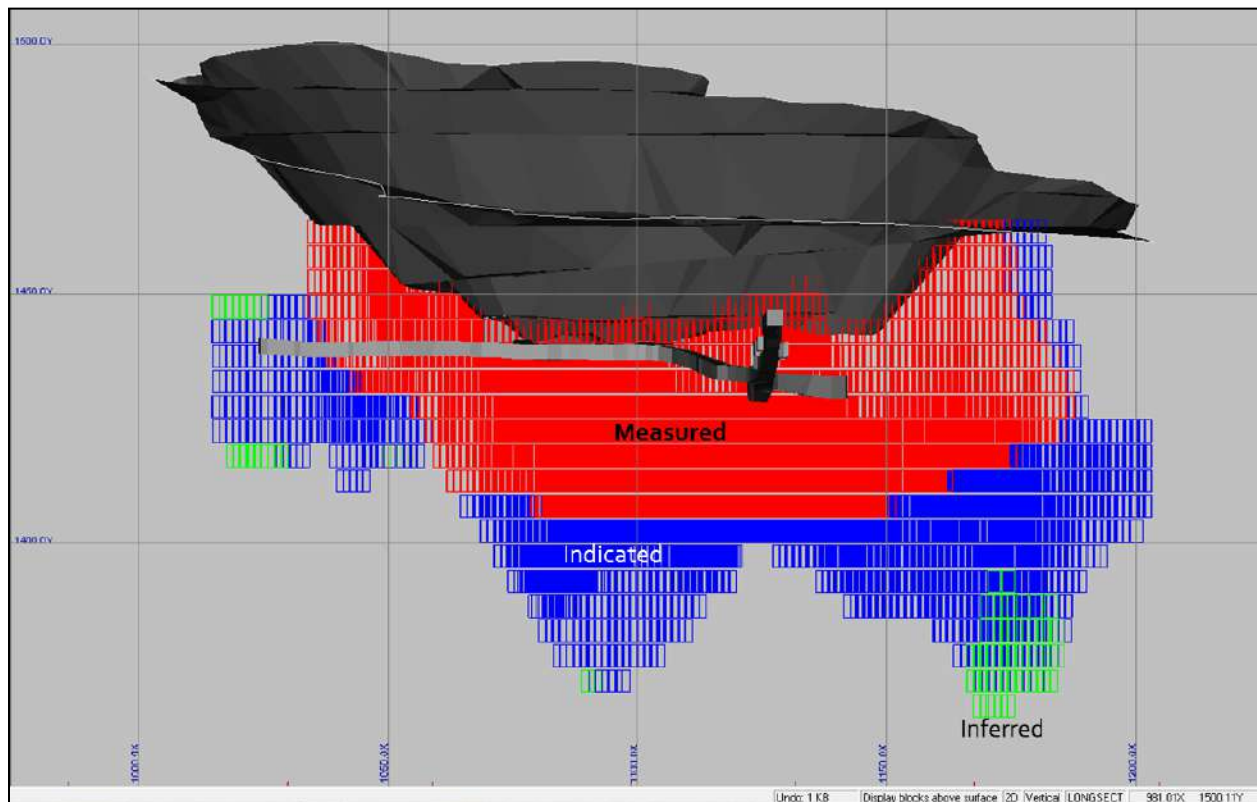 1500.0Y
1450.0Y
Measured
1400.0Y
Indicated
Inferred
1000.0X
1050.0X
1100.0X
1150.0X
1200.0X
Undo: 1 KB Display blocks above surface 2D Vertical LONGSECT 981.01X 1500.11Y